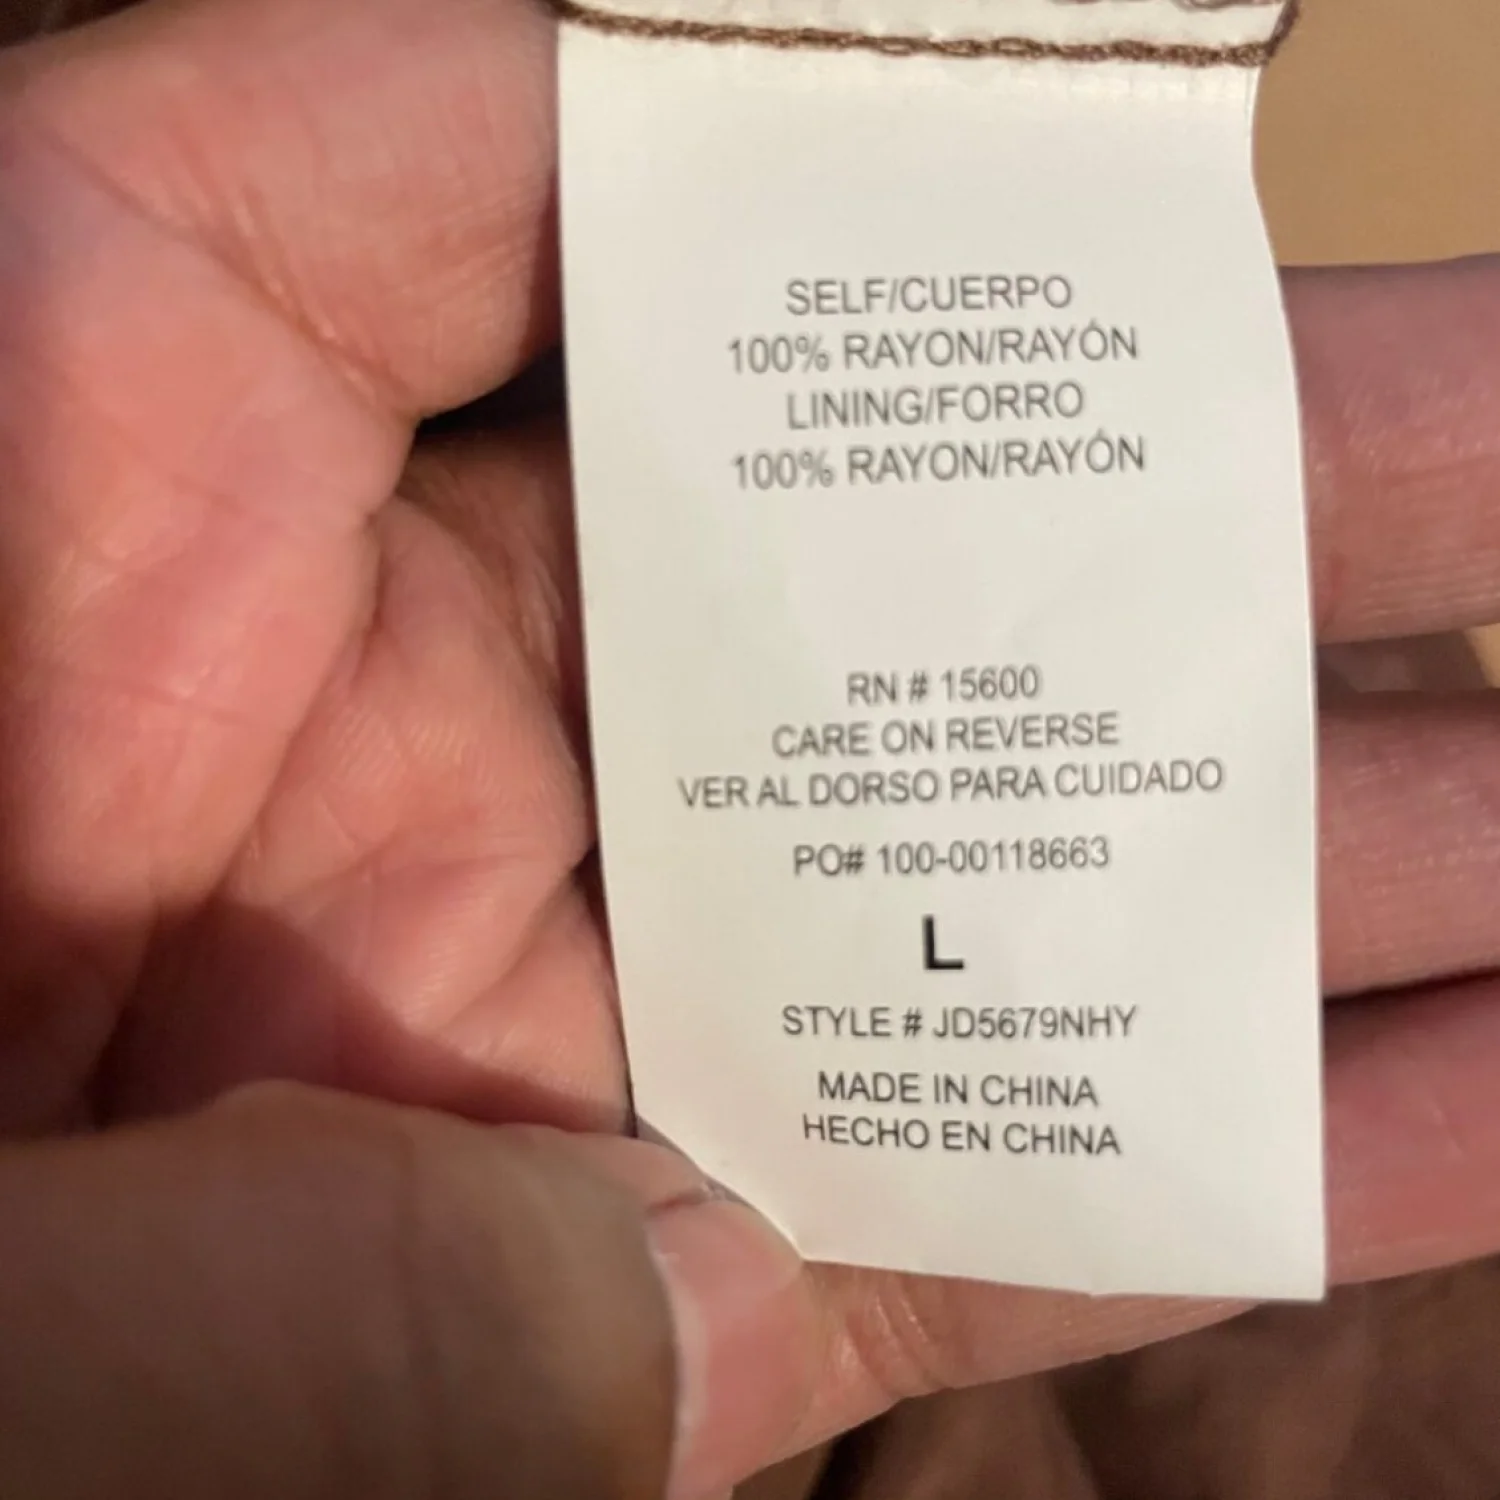 SELF/CUERPO
100% RAYON/RAYÓN
LINING/FORRO
100% RAYON/RAYÓN
RN # 15600
CARE ON REVERSE
VER AL DORSO PARA CUIDADO
PO# 100-00118663
L
STYLE # JD5679NHY
MADE IN CHINA
HECHO EN CHINA